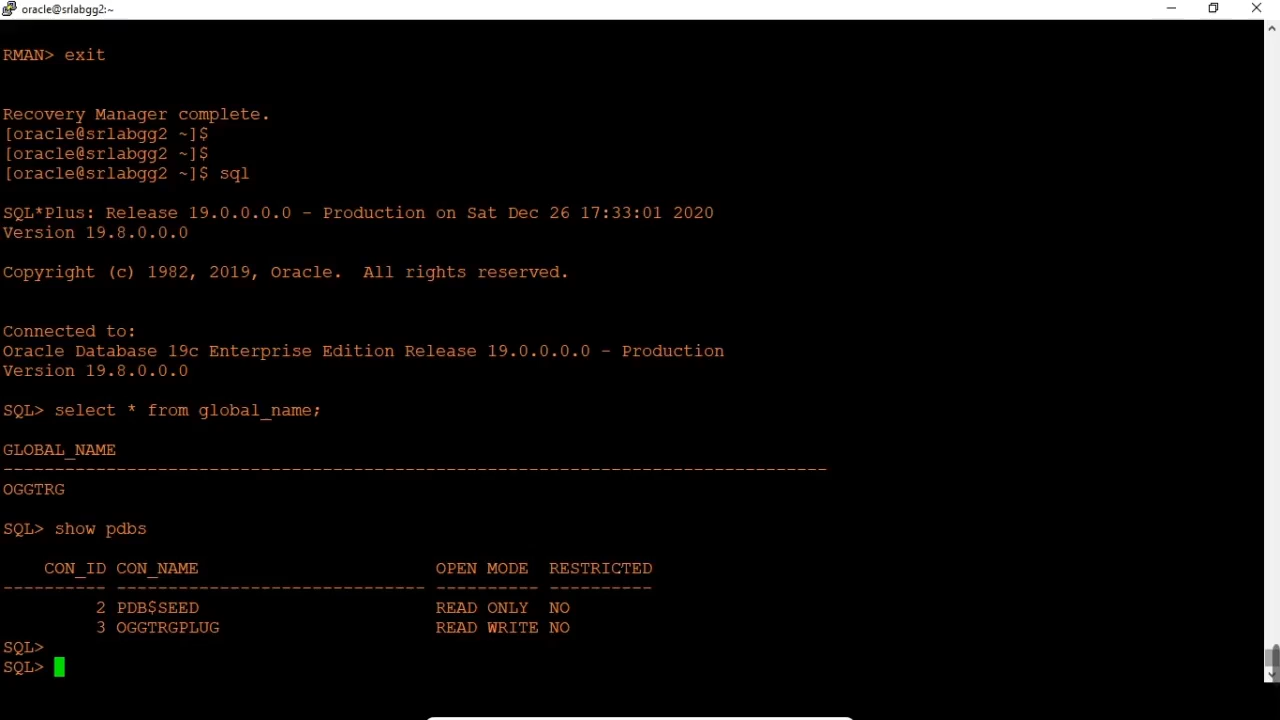 oracle@srlabgg2:~
RMAN> exit
Recovery Manager complete.
[oracle@srlabgg2 ~]$
[oracle@srlabgg2 ~]$
[oracle@srlabgg2 ~]$ sql
SQL*Plus: Release 19.0.0.0.0 - Production on Sat Dec 26 17:33:01 2020
Version 19.8.0.0.0
Copyright (c) 1982, 2019, Oracle.  All rights reserved.
Connected to:
Oracle Database 19c Enterprise Edition Release 19.0.0.0.0 - Production
Version 19.8.0.0.0
SQL> select * from global_name;
GLOBAL_NAME
--------------------------------------------------------------------------------
OGGTRG
SQL> show pdbs
    CON_ID CON_NAME                       OPEN MODE  RESTRICTED
---------- ------------------------------ ---------- ----------
         2 PDB$SEED                       READ ONLY  NO
         3 OGGTRGPLUG                     READ WRITE NO
SQL>
SQL>